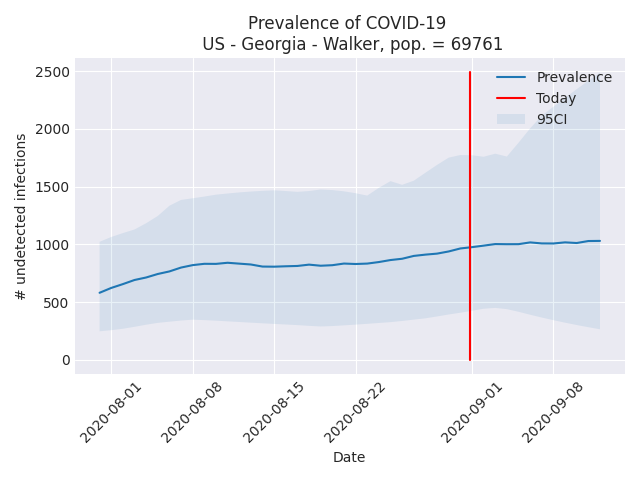 Prevalence of COVID-19
US - Georgia - Walker, pop. = 69761
2500
2000
1500
1000
500
0
# undetected infections
Prevalence
Today
95CI
2020-08-01
2020-08-08
2020-08-15
2020-08-22
2020-09-01
2020-09-08
Date